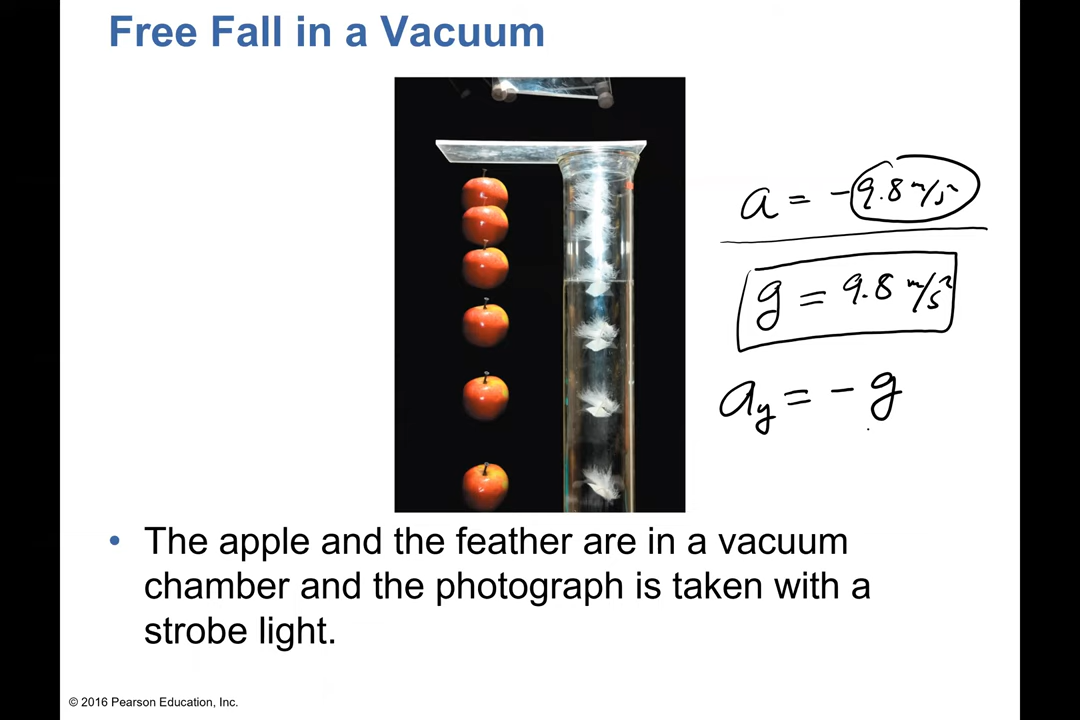 Free Fall in a Vacuum
a = -9.8 m/s²
g = 9.8 m/s²
a_y = - g
• The apple and the feather are in a vacuum
chamber and the photograph is taken with a
strobe light.
© 2016 Pearson Education, Inc.